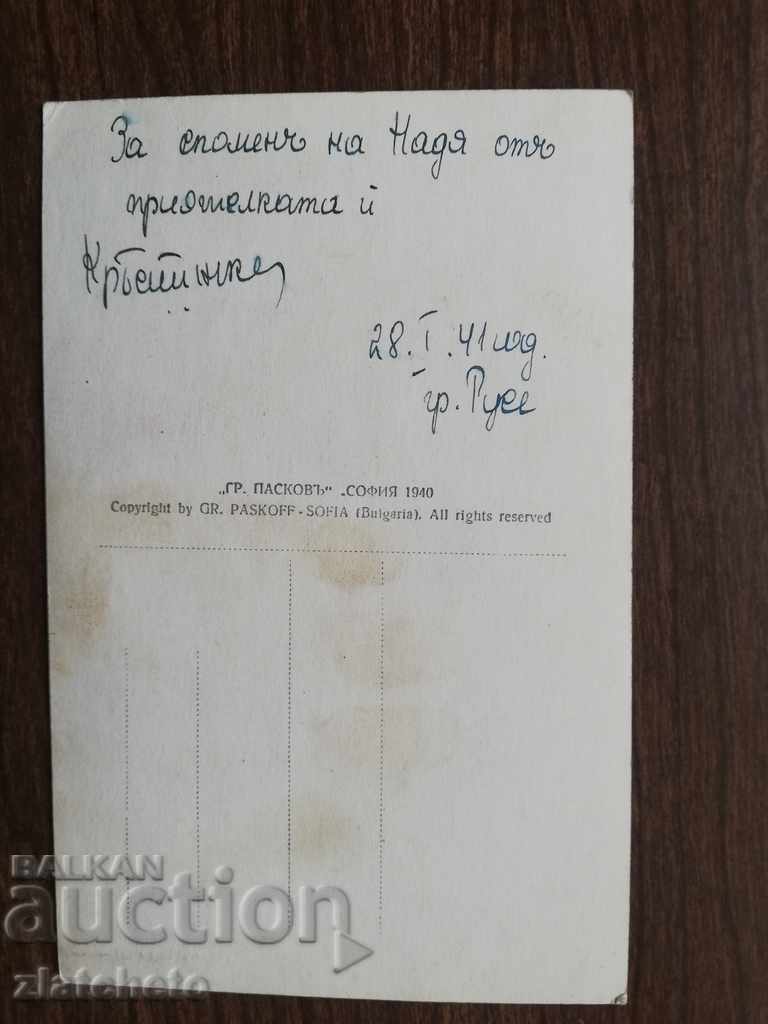 За споменъ на Надя отъ
приятелката ѝ
Кръстинка
28. I. 41 год.
гр. Русе
„ГР. ПАСКОВЪ“ .СОФИЯ 1940
Copyright by GR. PASKOFF - SOFIA (Bulgaria). All rights reserved
BALKAN
auction
zlatcheto